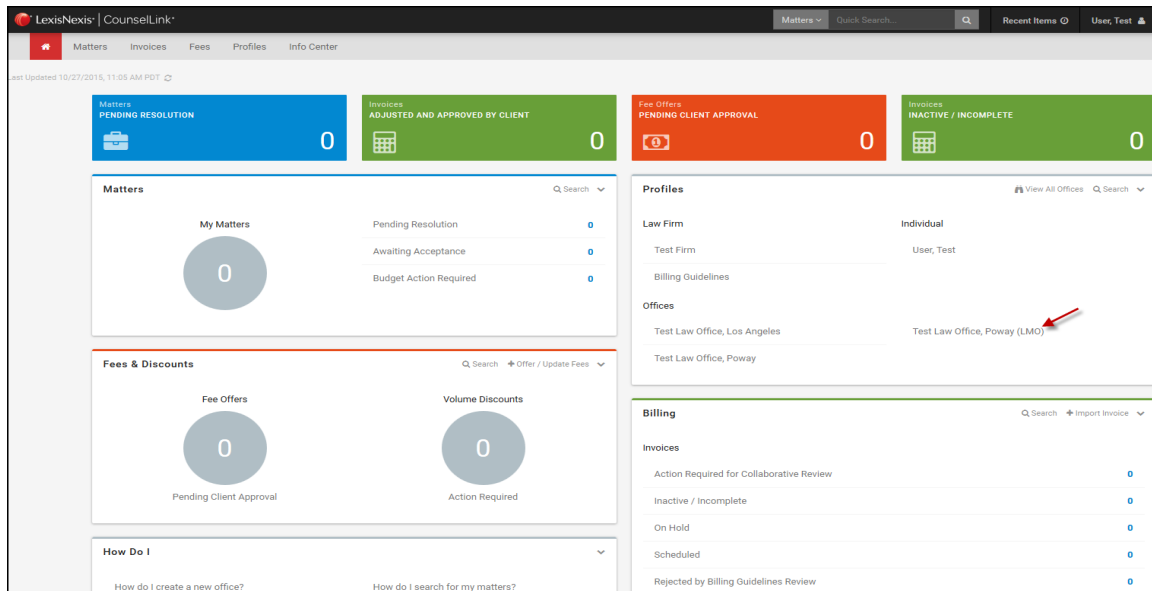 LexisNexis® | CounselLink®
Matters
Quick Search...
Recent Items
User, Test
Matters
Invoices
Fees
Profiles
Info Center
Last Updated 10/27/2015, 11:05 AM PDT
Matters
PENDING RESOLUTION
0
Invoices
ADJUSTED AND APPROVED BY CLIENT
0
Fee Offers
PENDING CLIENT APPROVAL
0
Invoices
INACTIVE / INCOMPLETE
0
Matters
Search
My Matters
0
Pending Resolution 0
Awaiting Acceptance 0
Budget Action Required 0
Profiles
View All Offices
Search
Law Firm
Individual
Test Firm
User, Test
Billing Guidelines
Offices
Test Law Office, Los Angeles
Test Law Office, Poway (LMO)
Test Law Office, Poway
Fees & Discounts
Search
+ Offer / Update Fees
Fee Offers
0
Pending Client Approval
Volume Discounts
0
Action Required
Billing
Search
+ Import Invoice
Invoices
Action Required for Collaborative Review 0
Inactive / Incomplete 0
On Hold 0
Scheduled 0
Rejected by Billing Guidelines Review 0
How Do I
How do I create a new office?
How do I search for my matters?